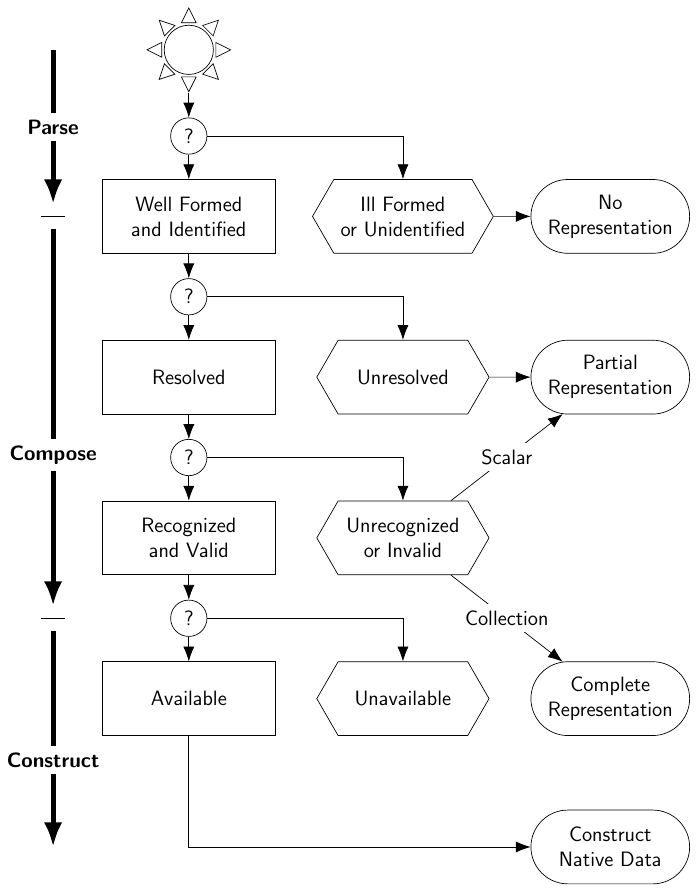 Parse
?
Well Formed
and Identified
Ill Formed
or Unidentified
No
Representation
?
Resolved
Unresolved
Partial
Representation
Compose
?
Scalar
Recognized
and Valid
Unrecognized
or Invalid
?
Collection
Available
Unavailable
Complete
Representation
Construct
Construct
Native Data